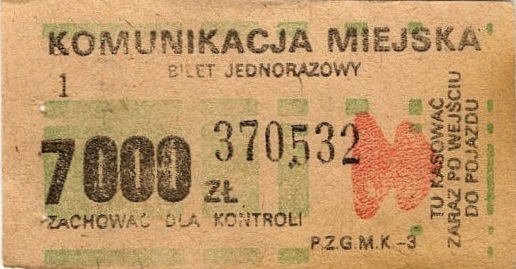 KOMUNIKACJA MIEJSKA
BILET JEDNORAZOWY
1
370532
7000 ZŁ
ZACHOWAĆ DLA KONTROLI
P.Z.G.M.K.-3
TU KASOWAĆ
ZARAZ PO WEJŚCIU
DO POJAZDU